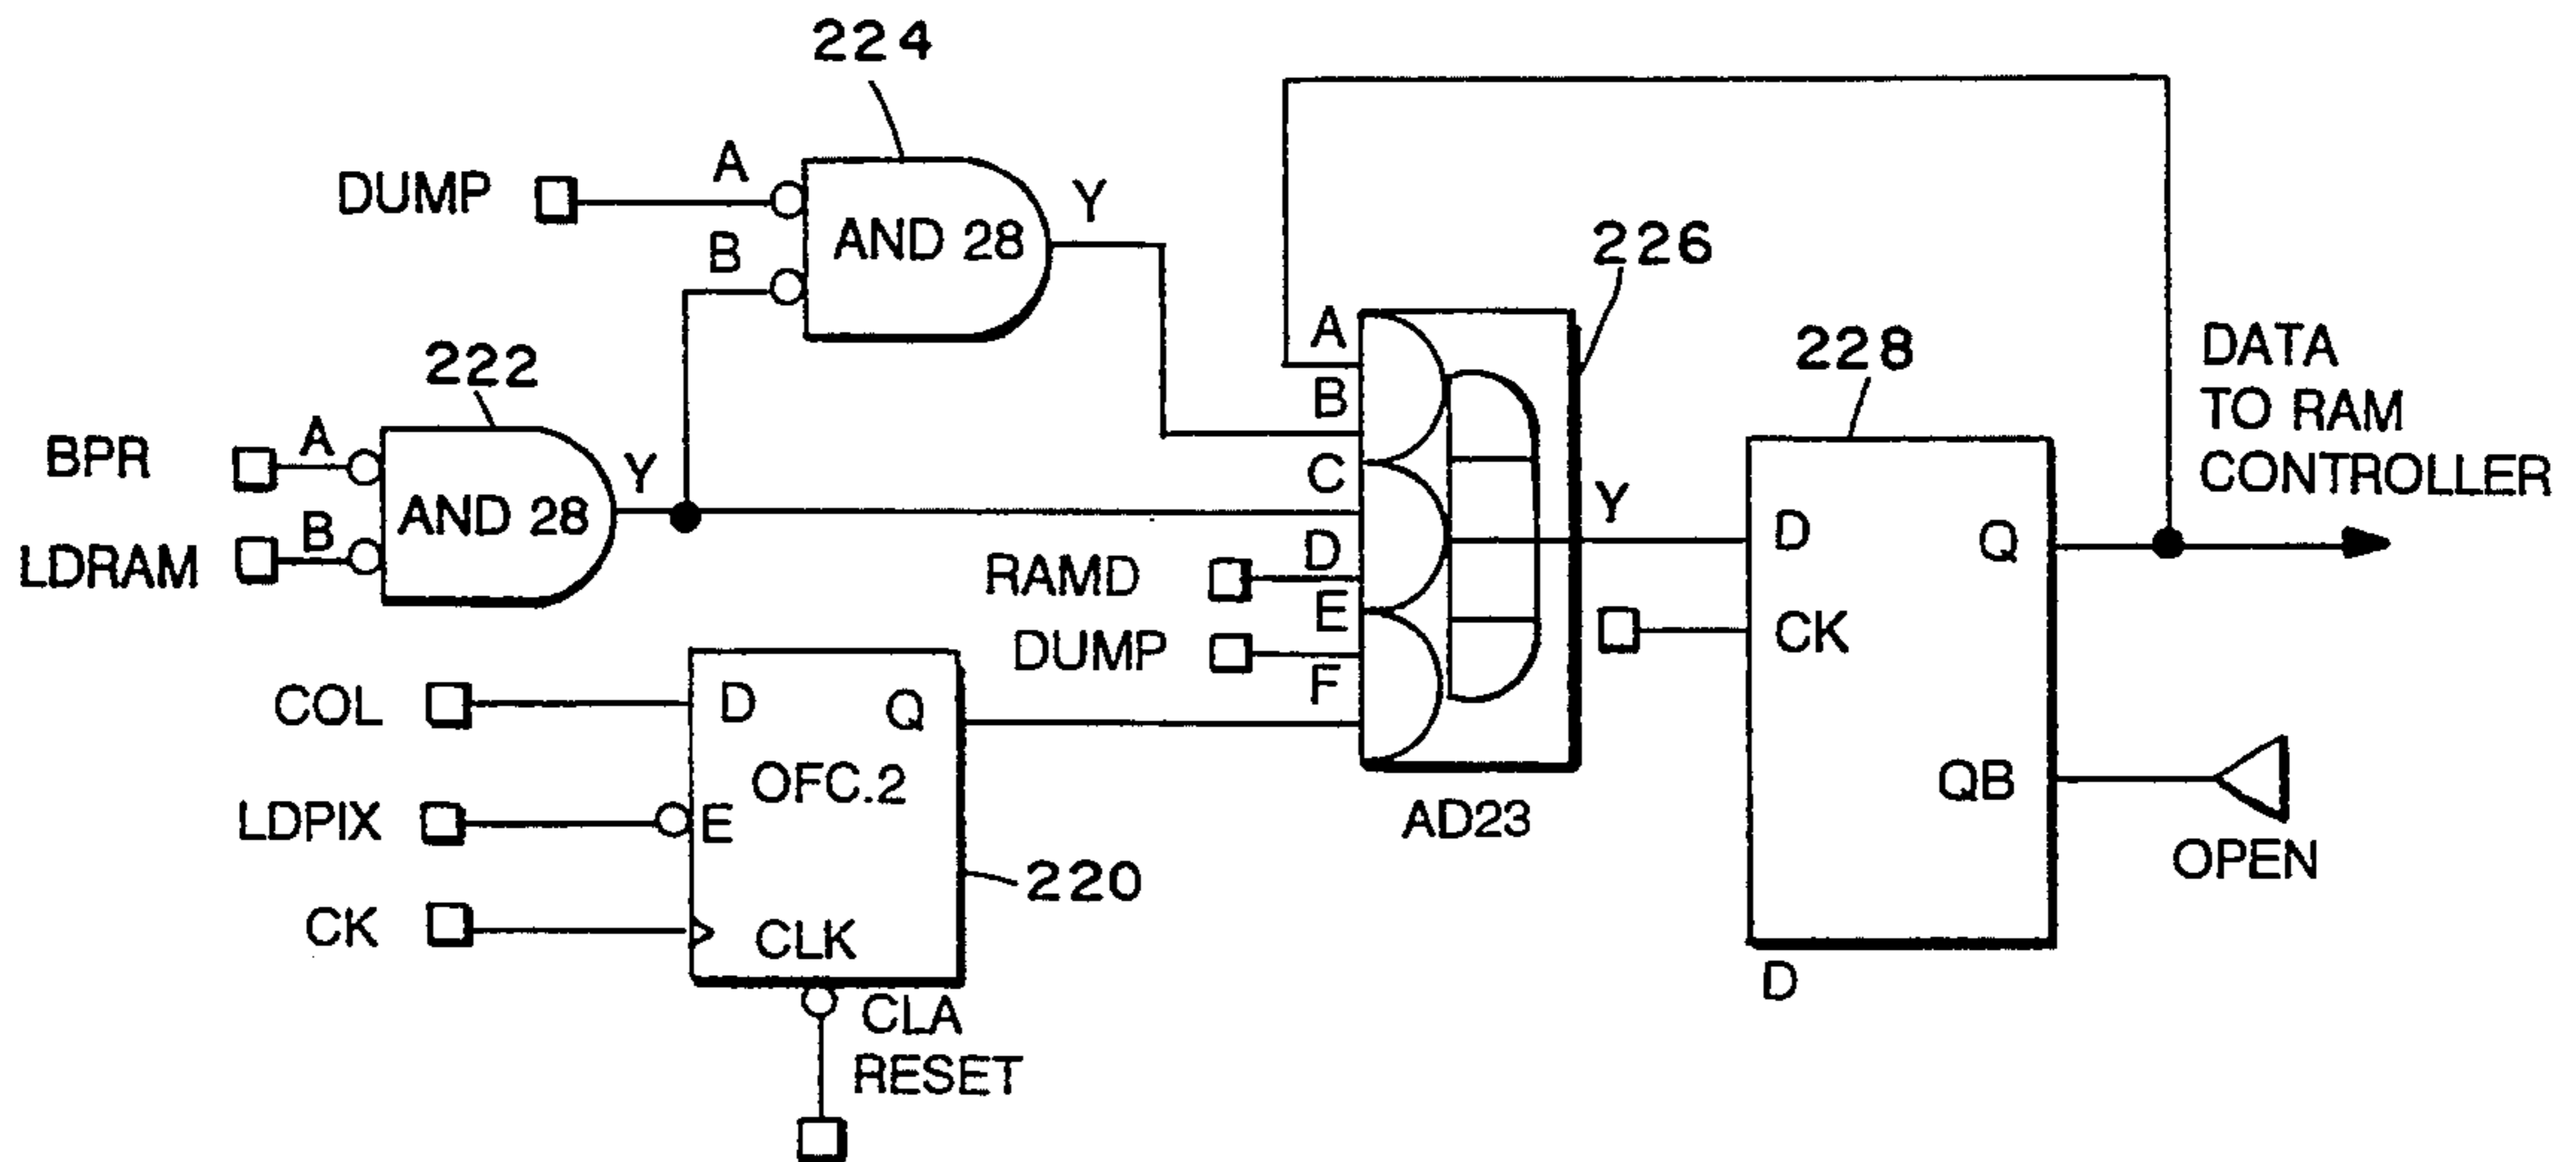 224
DUMP
A
B
AND 28
Y
226
222
BPR
A
LDRAM
B
AND 28
Y
A
B
C
D
E
F
RAMD
DUMP
Y
AD23
228
D
Q
CK
QB
D
DATA
TO RAM
CONTROLLER
OPEN
COL
LDPIX
CK
D
Q
OFC.2
E
CLK
220
CLA
RESET